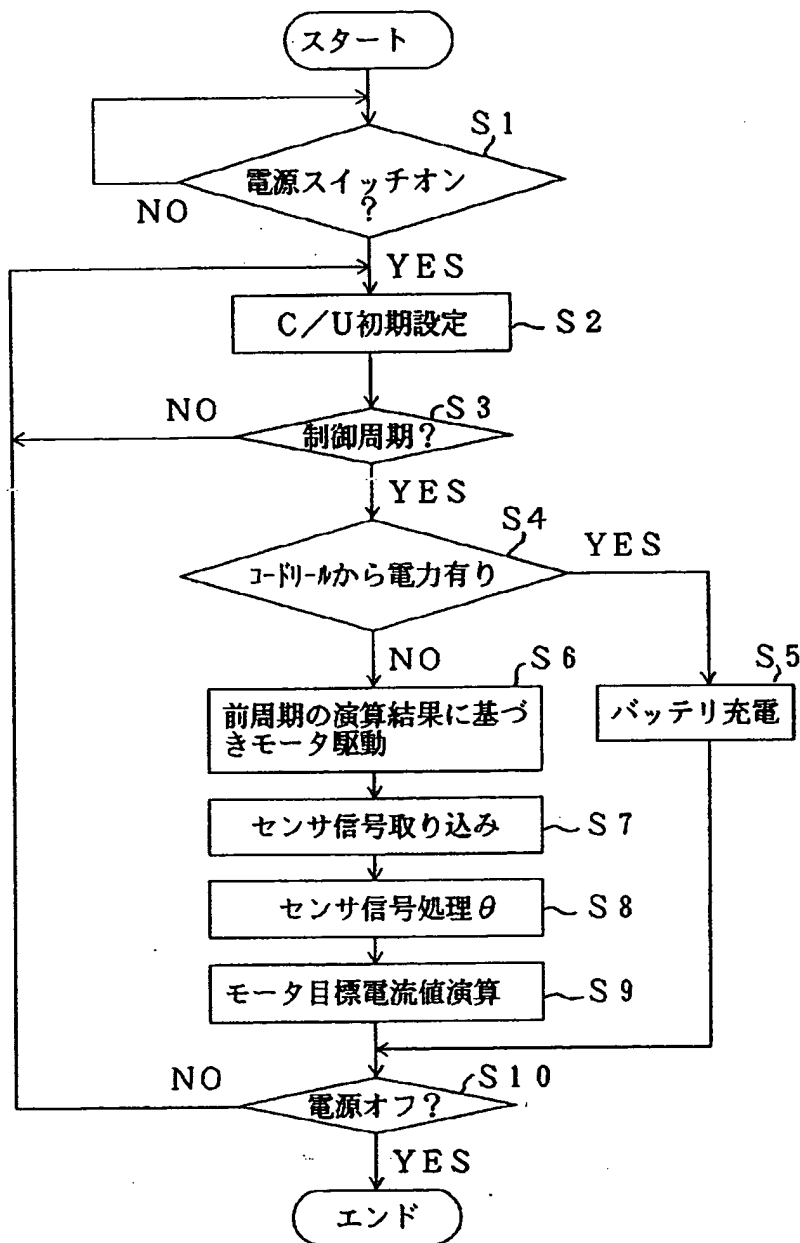 スタート
S1
電源スイッチオン
?
NO
YES
C/U初期設定
S2
NO
S3
制御周期?
YES
S4
YES
コードリールから電力有り
NO
S6
S5
前周期の演算結果に基づ
きモータ駆動
バッテリ充電
センサ信号取り込み
S7
センサ信号処理θ
S8
モータ目標電流値演算
S9
NO
S10
電源オフ?
YES
エンド